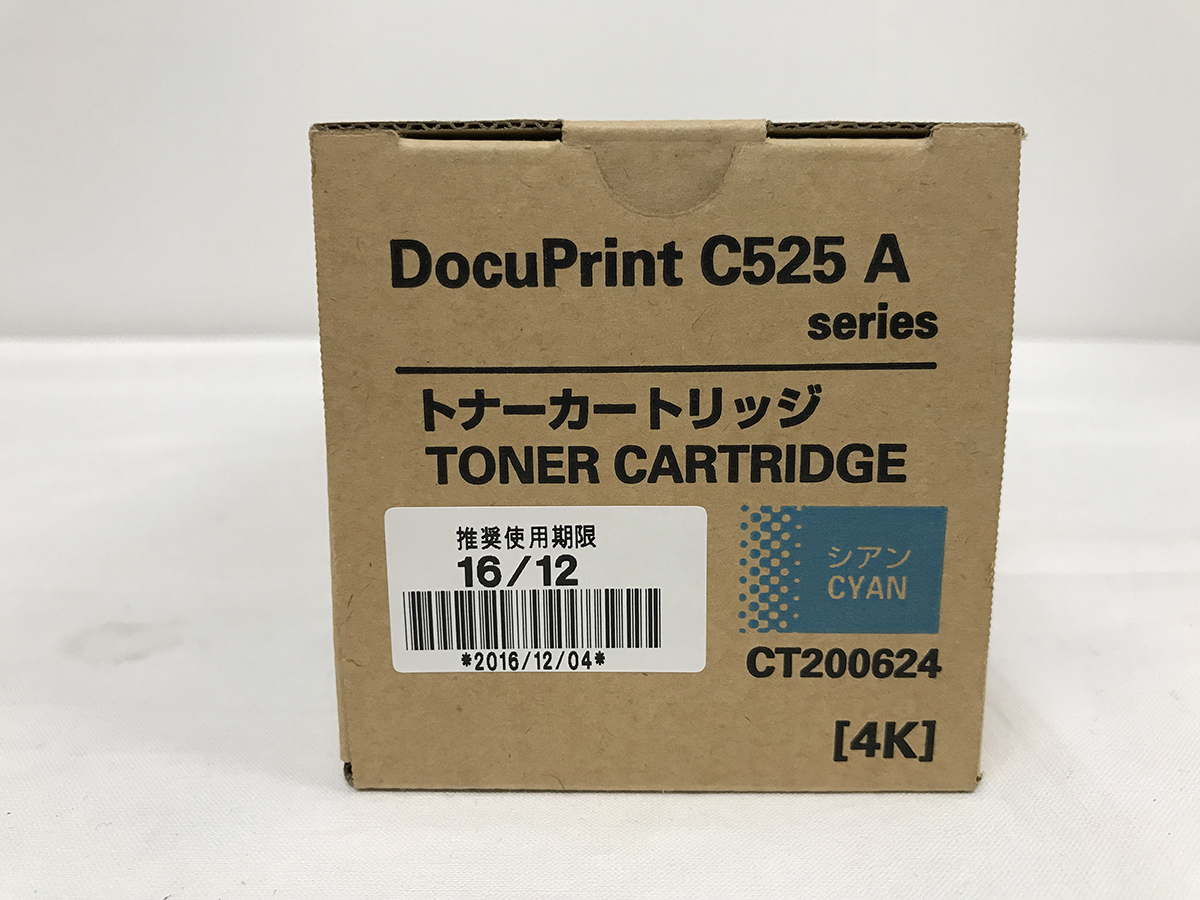 DocuPrint C525 A
series
トナーカートリッジ
TONER CARTRIDGE
推奨使用期限
16/12
*2016/12/04*
シアン
CYAN
CT200624
[4K]